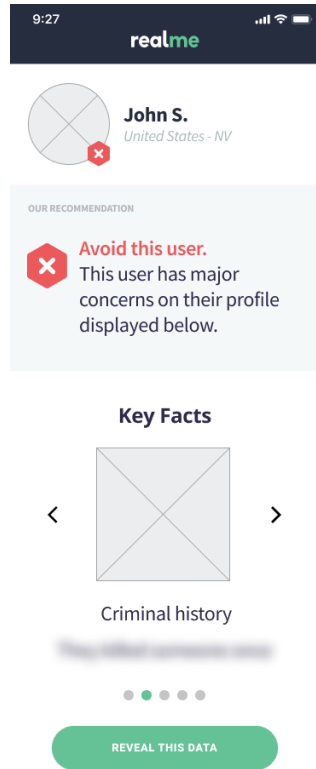 9:27
realme
John S.
United States - NV
OUR RECOMMENDATION
Avoid this user.
This user has major
concerns on their profile
displayed below.
Key Facts
Criminal history
REVEAL THIS DATA